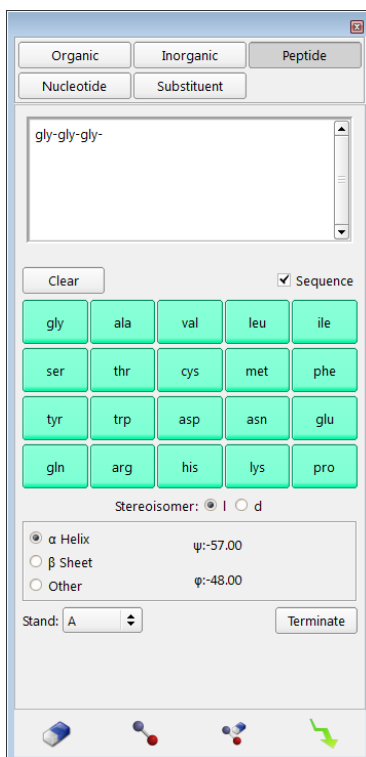 Organic Inorganic Peptide
Nucleotide Substituent
gly-gly-gly-
Clear Sequence
gly ala val leu ile
ser thr cys met phe
tyr trp asp asn glu
gln arg his lys pro
Stereoisomer: l d
α Helix
ψ:-57.00
β Sheet
φ:-48.00
Other
Stand: A Terminate